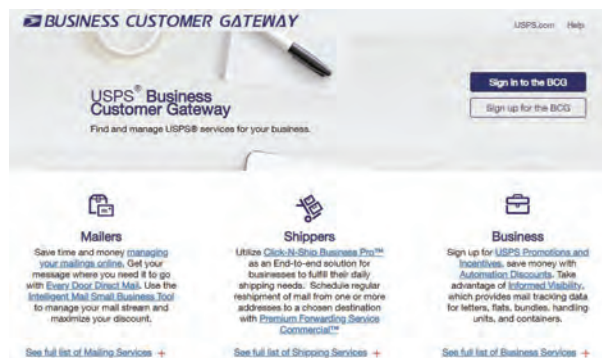 BUSINESS CUSTOMER GATEWAY
USPS.com Help
USPS® Business
Customer Gateway
Find and manage USPS® services for your business.
Sign in to the BCG
Sign up for the BCG
Mailers
Save time and money managing
your mailings online. Get your
message where you need it to go
with Every Door Direct Mail. Use the
Intelligent Mail Small Business Tool
to manage your mail stream and
maximize your discount.
See full list of Mailing Services +
Shippers
Utilize Click-N-Ship Business Pro™
as an End-to-end solution for
businesses to fulfill their daily
shipping needs. Schedule regular
reshipment of mail from one or more
addresses to a chosen destination
with Premium Forwarding Service
Commercial™
See full list of Shipping Services +
Business
Sign up for USPS Promotions and
Incentives, save money with
Automation Discounts. Take
advantage of Informed Visibility,
which provides mail tracking data
for letters, flats, bundles, handling
units, and containers.
See full list of Business Services +